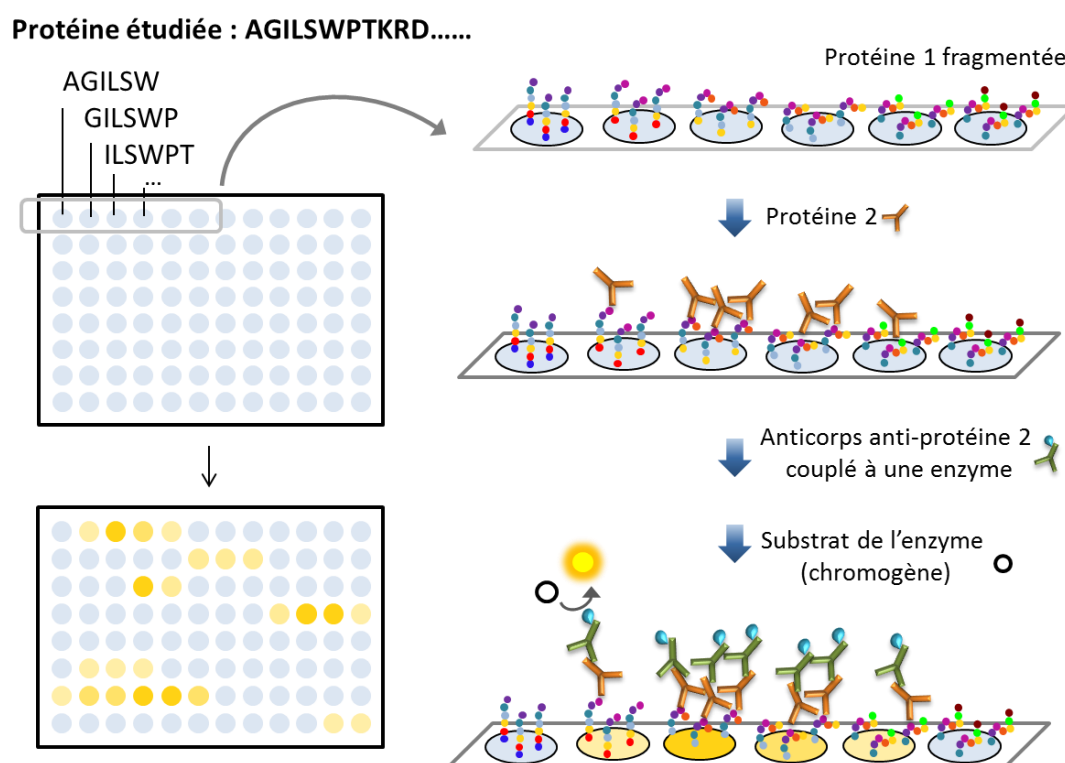 Protéine étudiée : AGILSWPTKRD……
AGILSW
GILSWP
ILSWPT
...
Protéine 1 fragmentée
Protéine 2
Anticorps anti-protéine 2
couplé à une enzyme
Substrat de l’enzyme
(chromogène)